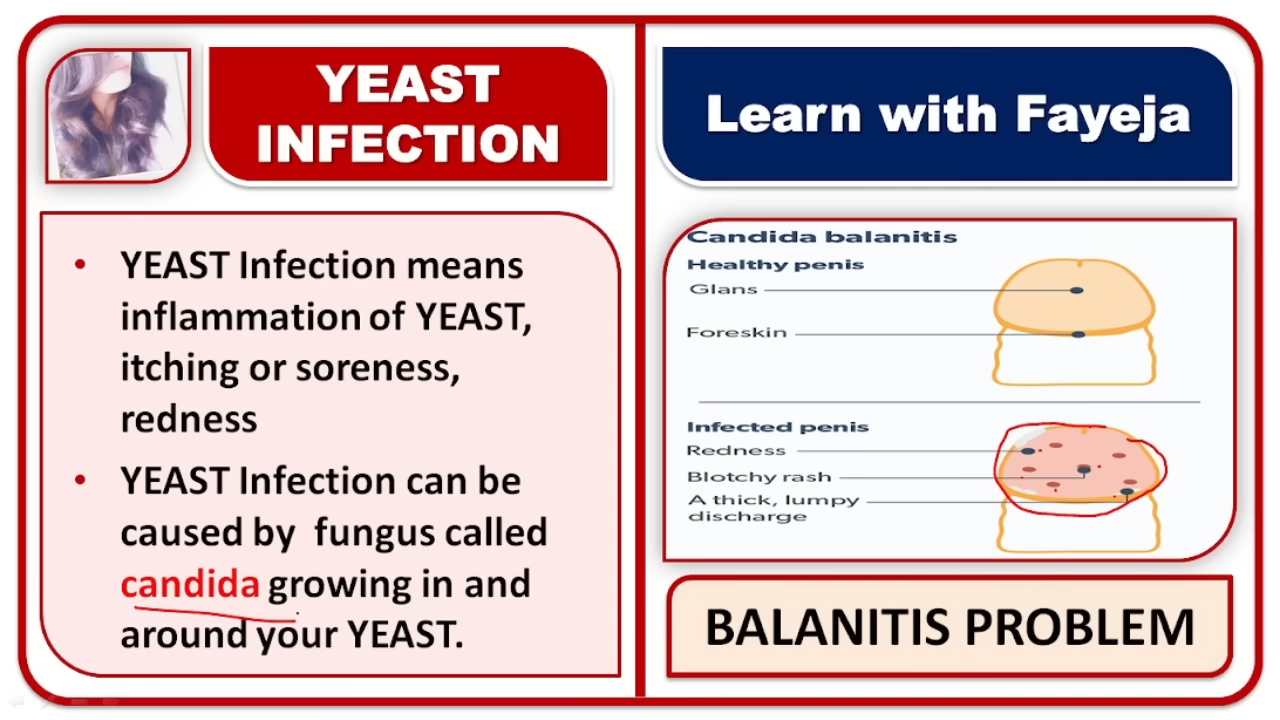 YEAST
INFECTION
Learn with Fayeja
• YEAST Infection means
inflammation of YEAST,
itching or soreness,
redness
• YEAST Infection can be
caused by fungus called
candida growing in and
around your YEAST.
Candida balanitis
Healthy penis
Glans
Foreskin
Infected penis
Redness
Blotchy rash
A thick, lumpy
discharge
BALANITIS PROBLEM